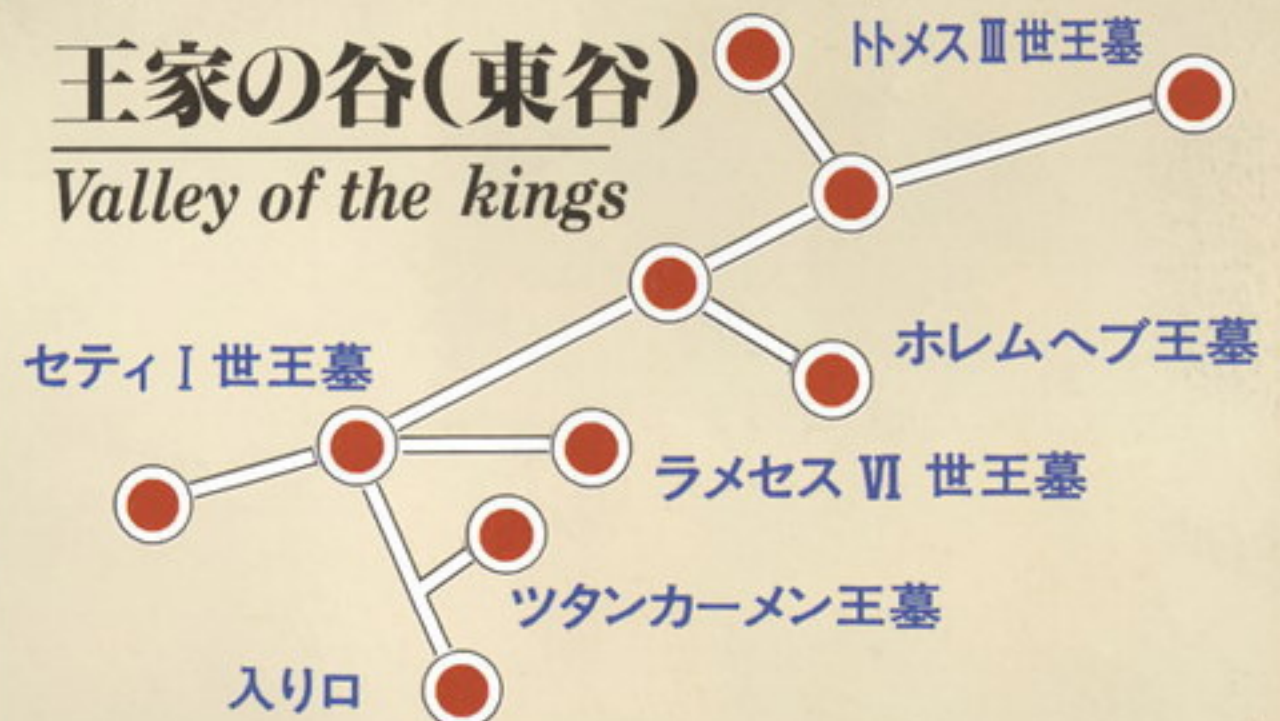 王家の谷(東谷)
Valley of the kings
トトメスⅢ世王墓
ホレムヘブ王墓
セティⅠ世王墓
ラメセスⅥ世王墓
ツタンカーメン王墓
入り口